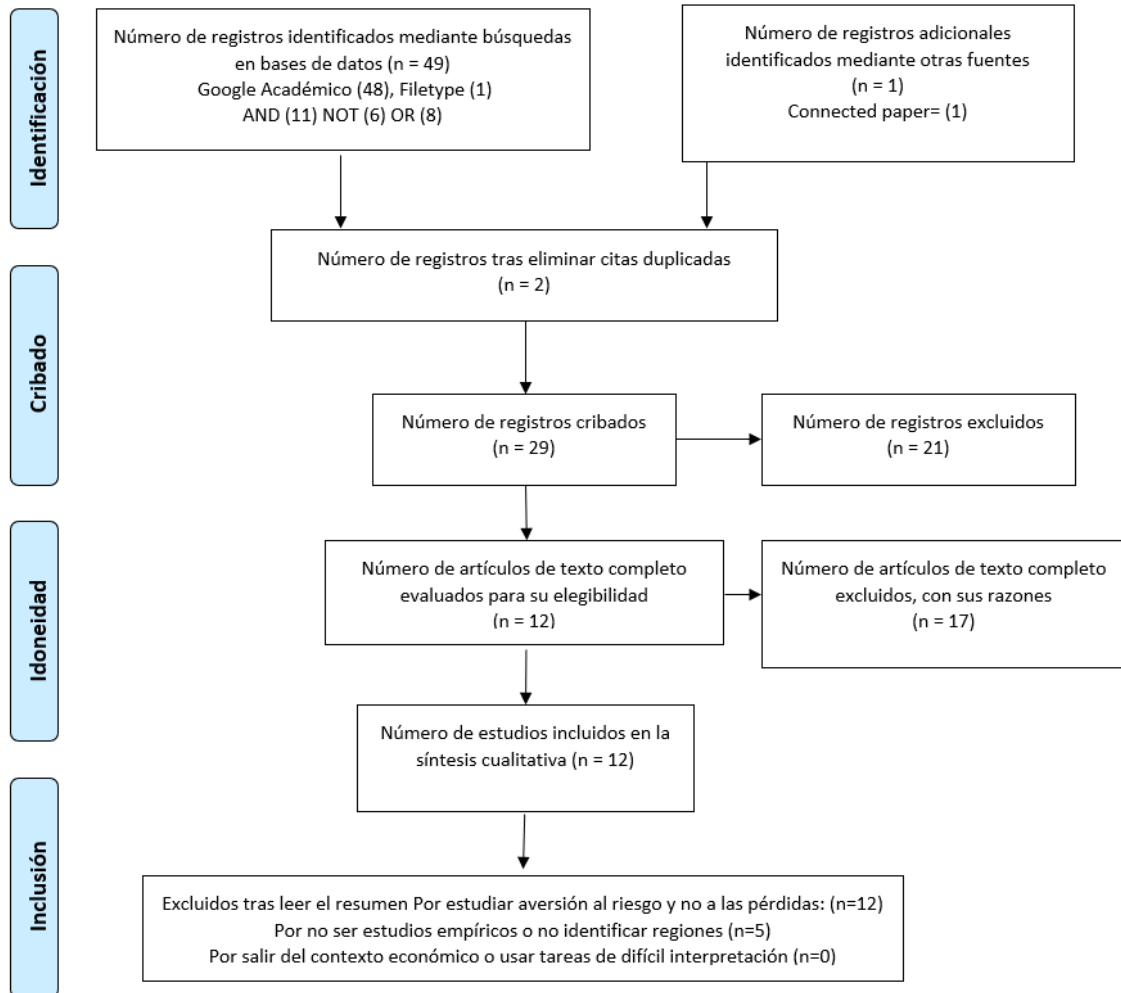 Identificación
Número de registros identificados mediante búsquedas
en bases de datos (n = 49)
Google Académico (48), Filetype (1)
AND (11) NOT (6) OR (8)
Número de registros adicionales
identificados mediante otras fuentes
(n = 1)
Connected paper= (1)
Número de registros tras eliminar citas duplicadas
(n = 2)
Cribado
Número de registros cribados
(n = 29)
Número de registros excluidos
(n = 21)
Idoneidad
Número de artículos de texto completo
evaluados para su elegibilidad
(n = 12)
Número de artículos de texto completo
excluidos, con sus razones
(n = 17)
Número de estudios incluidos en la
síntesis cualitativa (n = 12)
Inclusión
Excluidos tras leer el resumen Por estudiar aversión al riesgo y no a las pérdidas: (n=12)
Por no ser estudios empíricos o no identificar regiones (n=5)
Por salir del contexto económico o usar tareas de difícil interpretación (n=0)